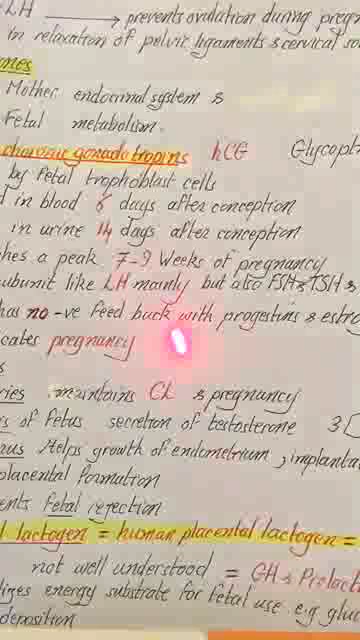 LH → prevents ovulation during pregn
in relaxation of pelvic ligaments & cervical so
ones
Mother endocrinal system &
Fetal metabolism.
chorionic gonadotropins hCG Glycopr
by Fetal trophoblast cells
d in blood 8 days after conception
in urine 14 days after conception
hes a peak 7-9 Weeks of pregnancy
ubunit like LH mainly but also FSH & TSH &
has no -ve feed back with progestins & estro
cates pregnancy
s
ries maintains CL & pregnancy
rs of fetus secretion of testosterone 3
rus Helps growth of endometrium, implanta
placental formation
ents fetal rejection
l lactogen = human placental lactogen =
not well understood = GH & Prolact
lizes energy substrate for fetal use e.g glu
deposition